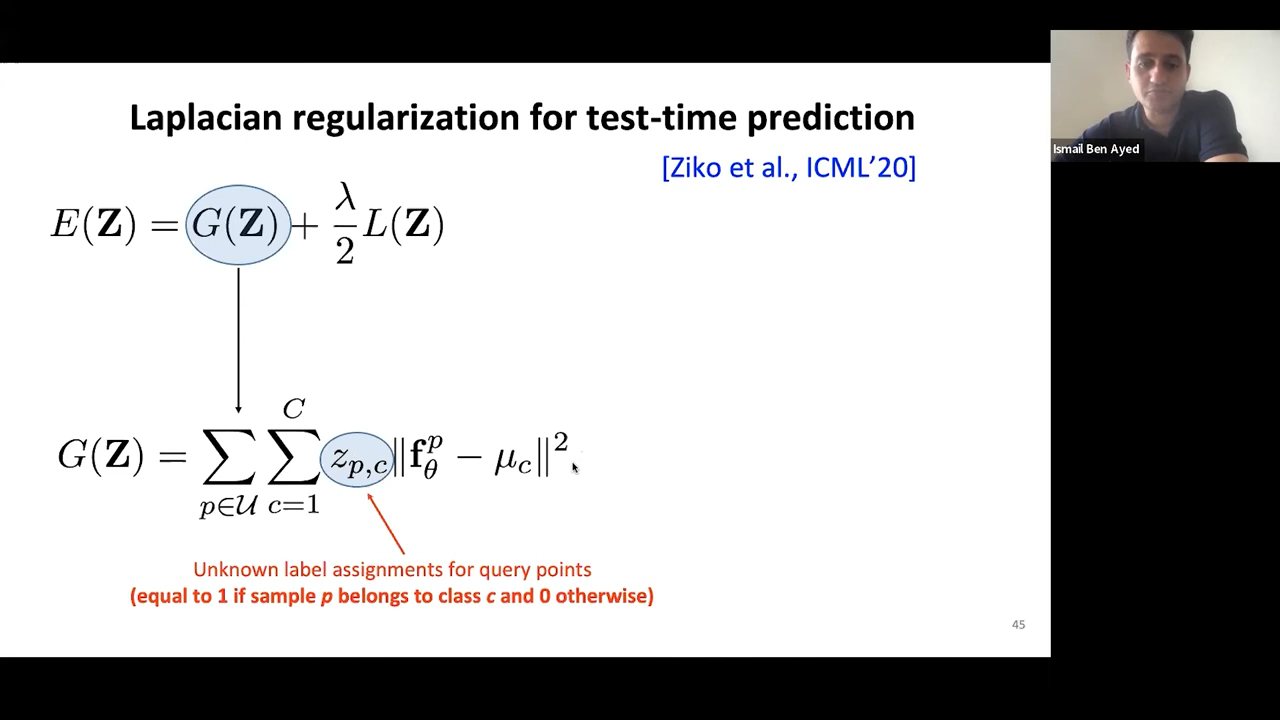 Laplacian regularization for test-time prediction
[Ziko et al., ICML’20]
E(Z) = G(Z) + λ/2 L(Z)
G(Z) = ∑_{p∈𝒰} ∑_{c=1}^{C} z_{p,c} ‖f_θ^p − μ_c‖²
Unknown label assignments for query points
(equal to 1 if sample p belongs to class c and 0 otherwise)
45
Ismail Ben Ayed